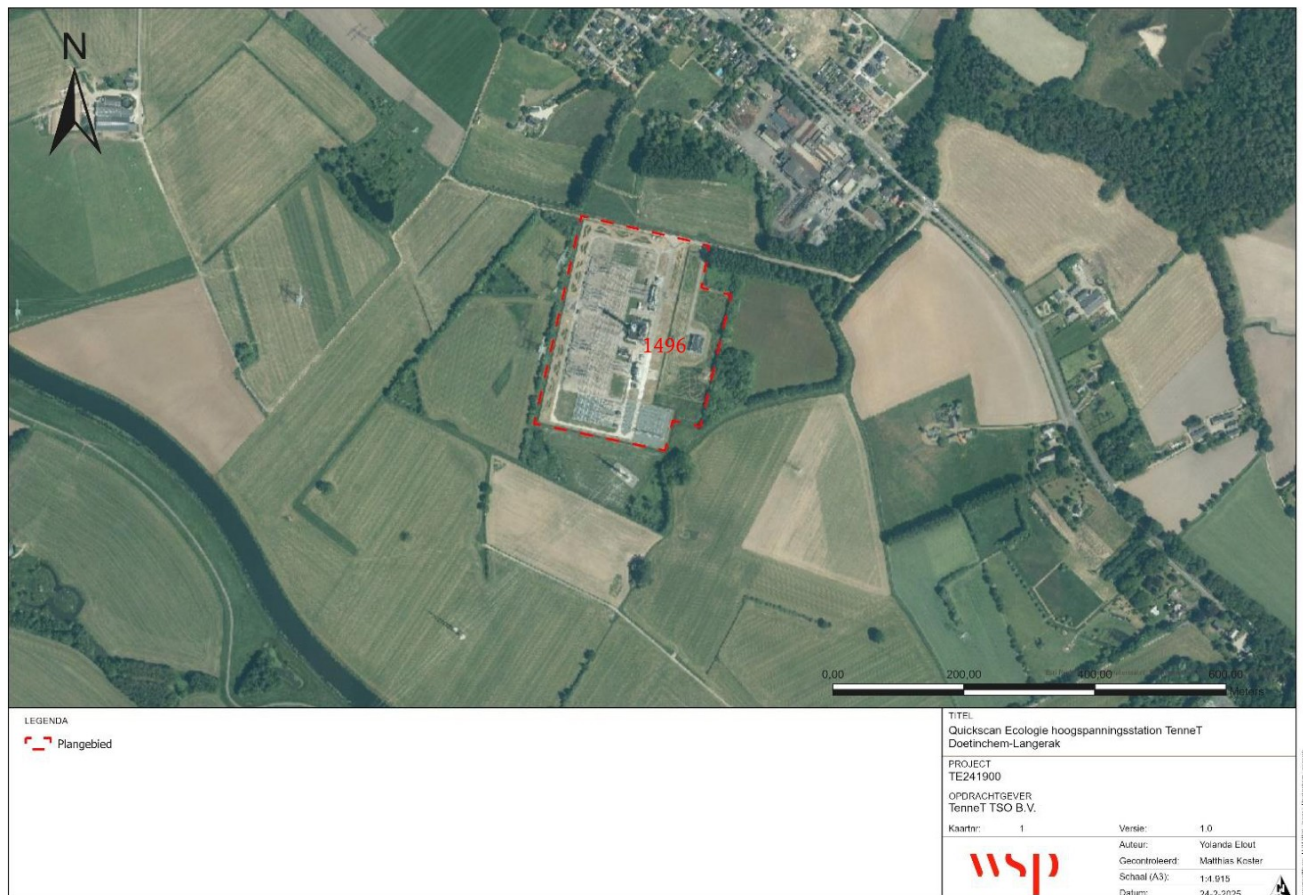 N
1496
0,00
200,00
400,00
600,00
Meters
LEGENDA
Plangebied
TITEL
Quickscan Ecologie hoogspanningsstation TenneT
Doetinchem-Langerak
PROJECT
TE241900
OPDRACHTGEVER
TenneT TSO B.V.
Kaartnr: 1 Versie: 1.0
Auteur: Yolanda Elout
Gecontroleerd: Matthias Koster
Schaal (A3): 1:4.915
Datum: 24-2-2025
wsp